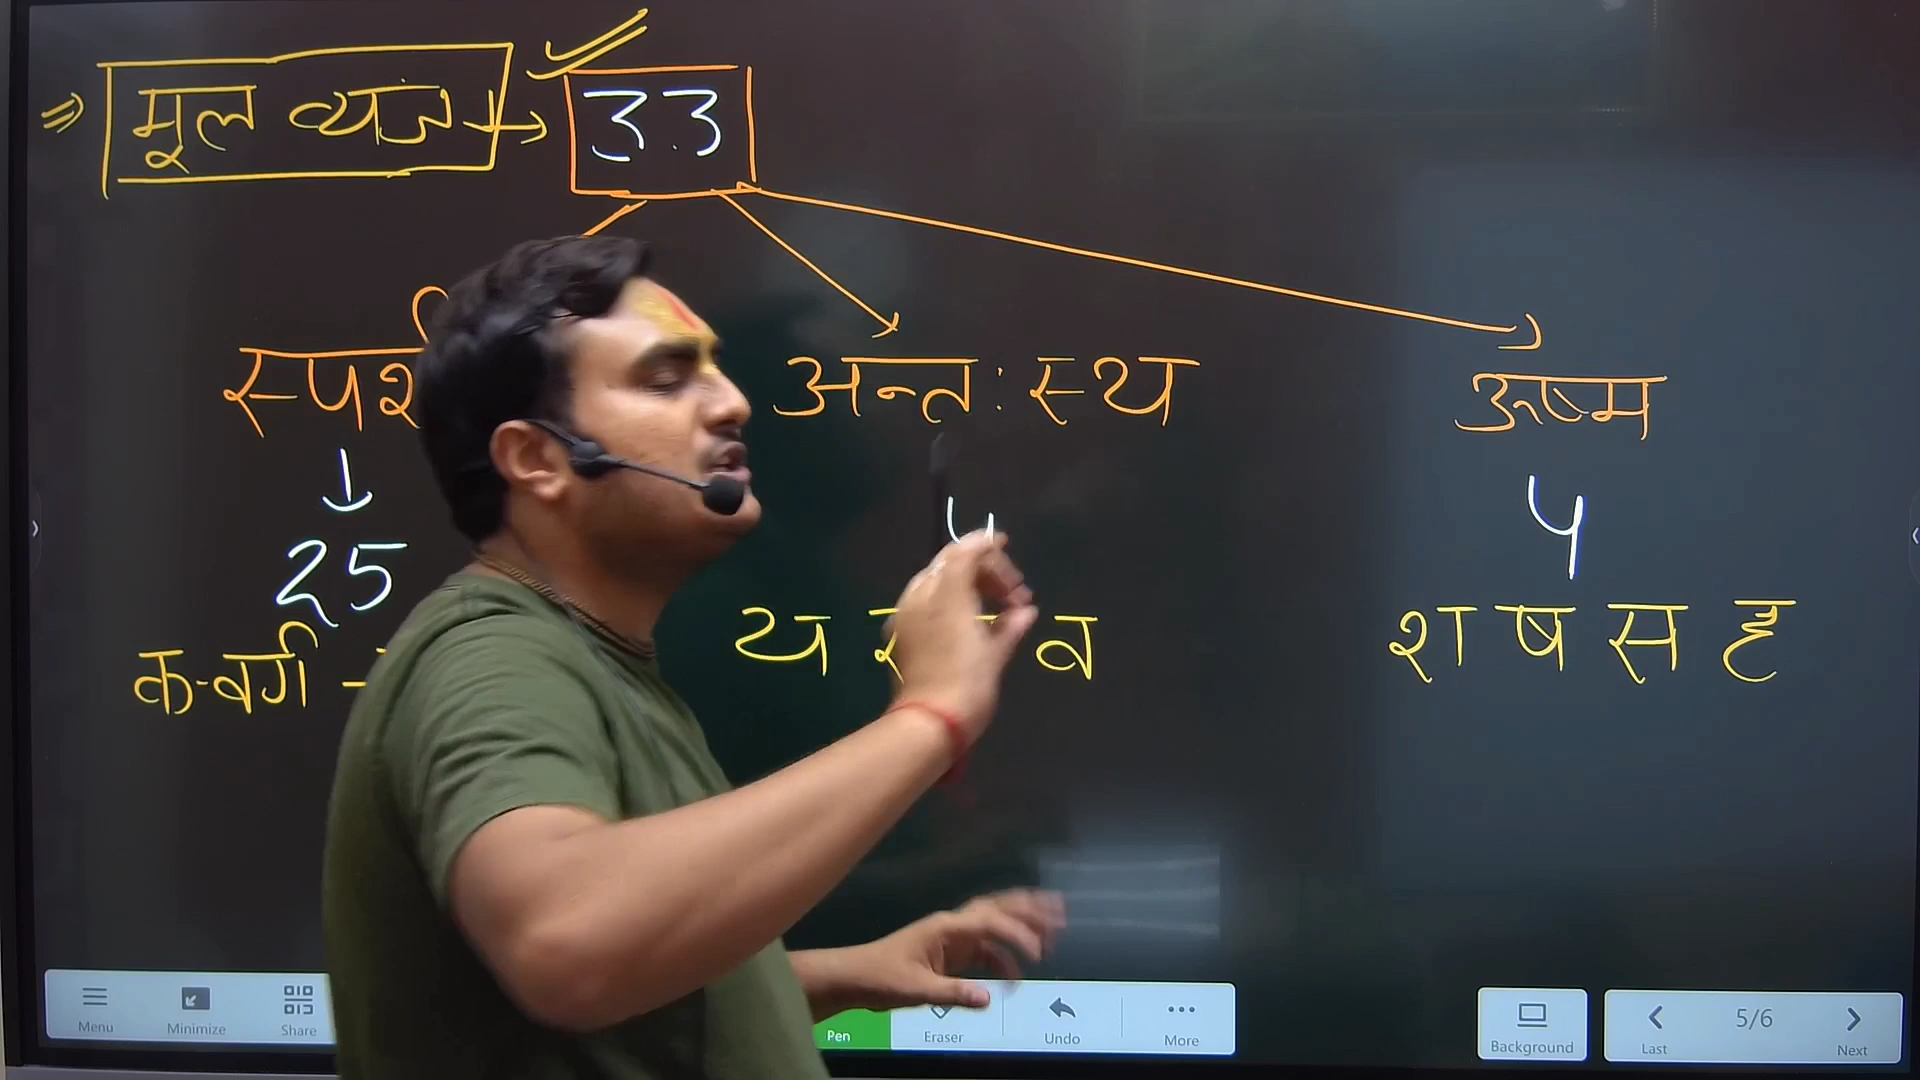 ⇒ मूल व्यंज → 33
स्पर्श अन्तः स्थ ऊष्म
↓
25 4 4
क-वर्ग - य र व श ष स ह
Menu Minimize Share Pen Eraser Undo More Background Last 5/6 Next